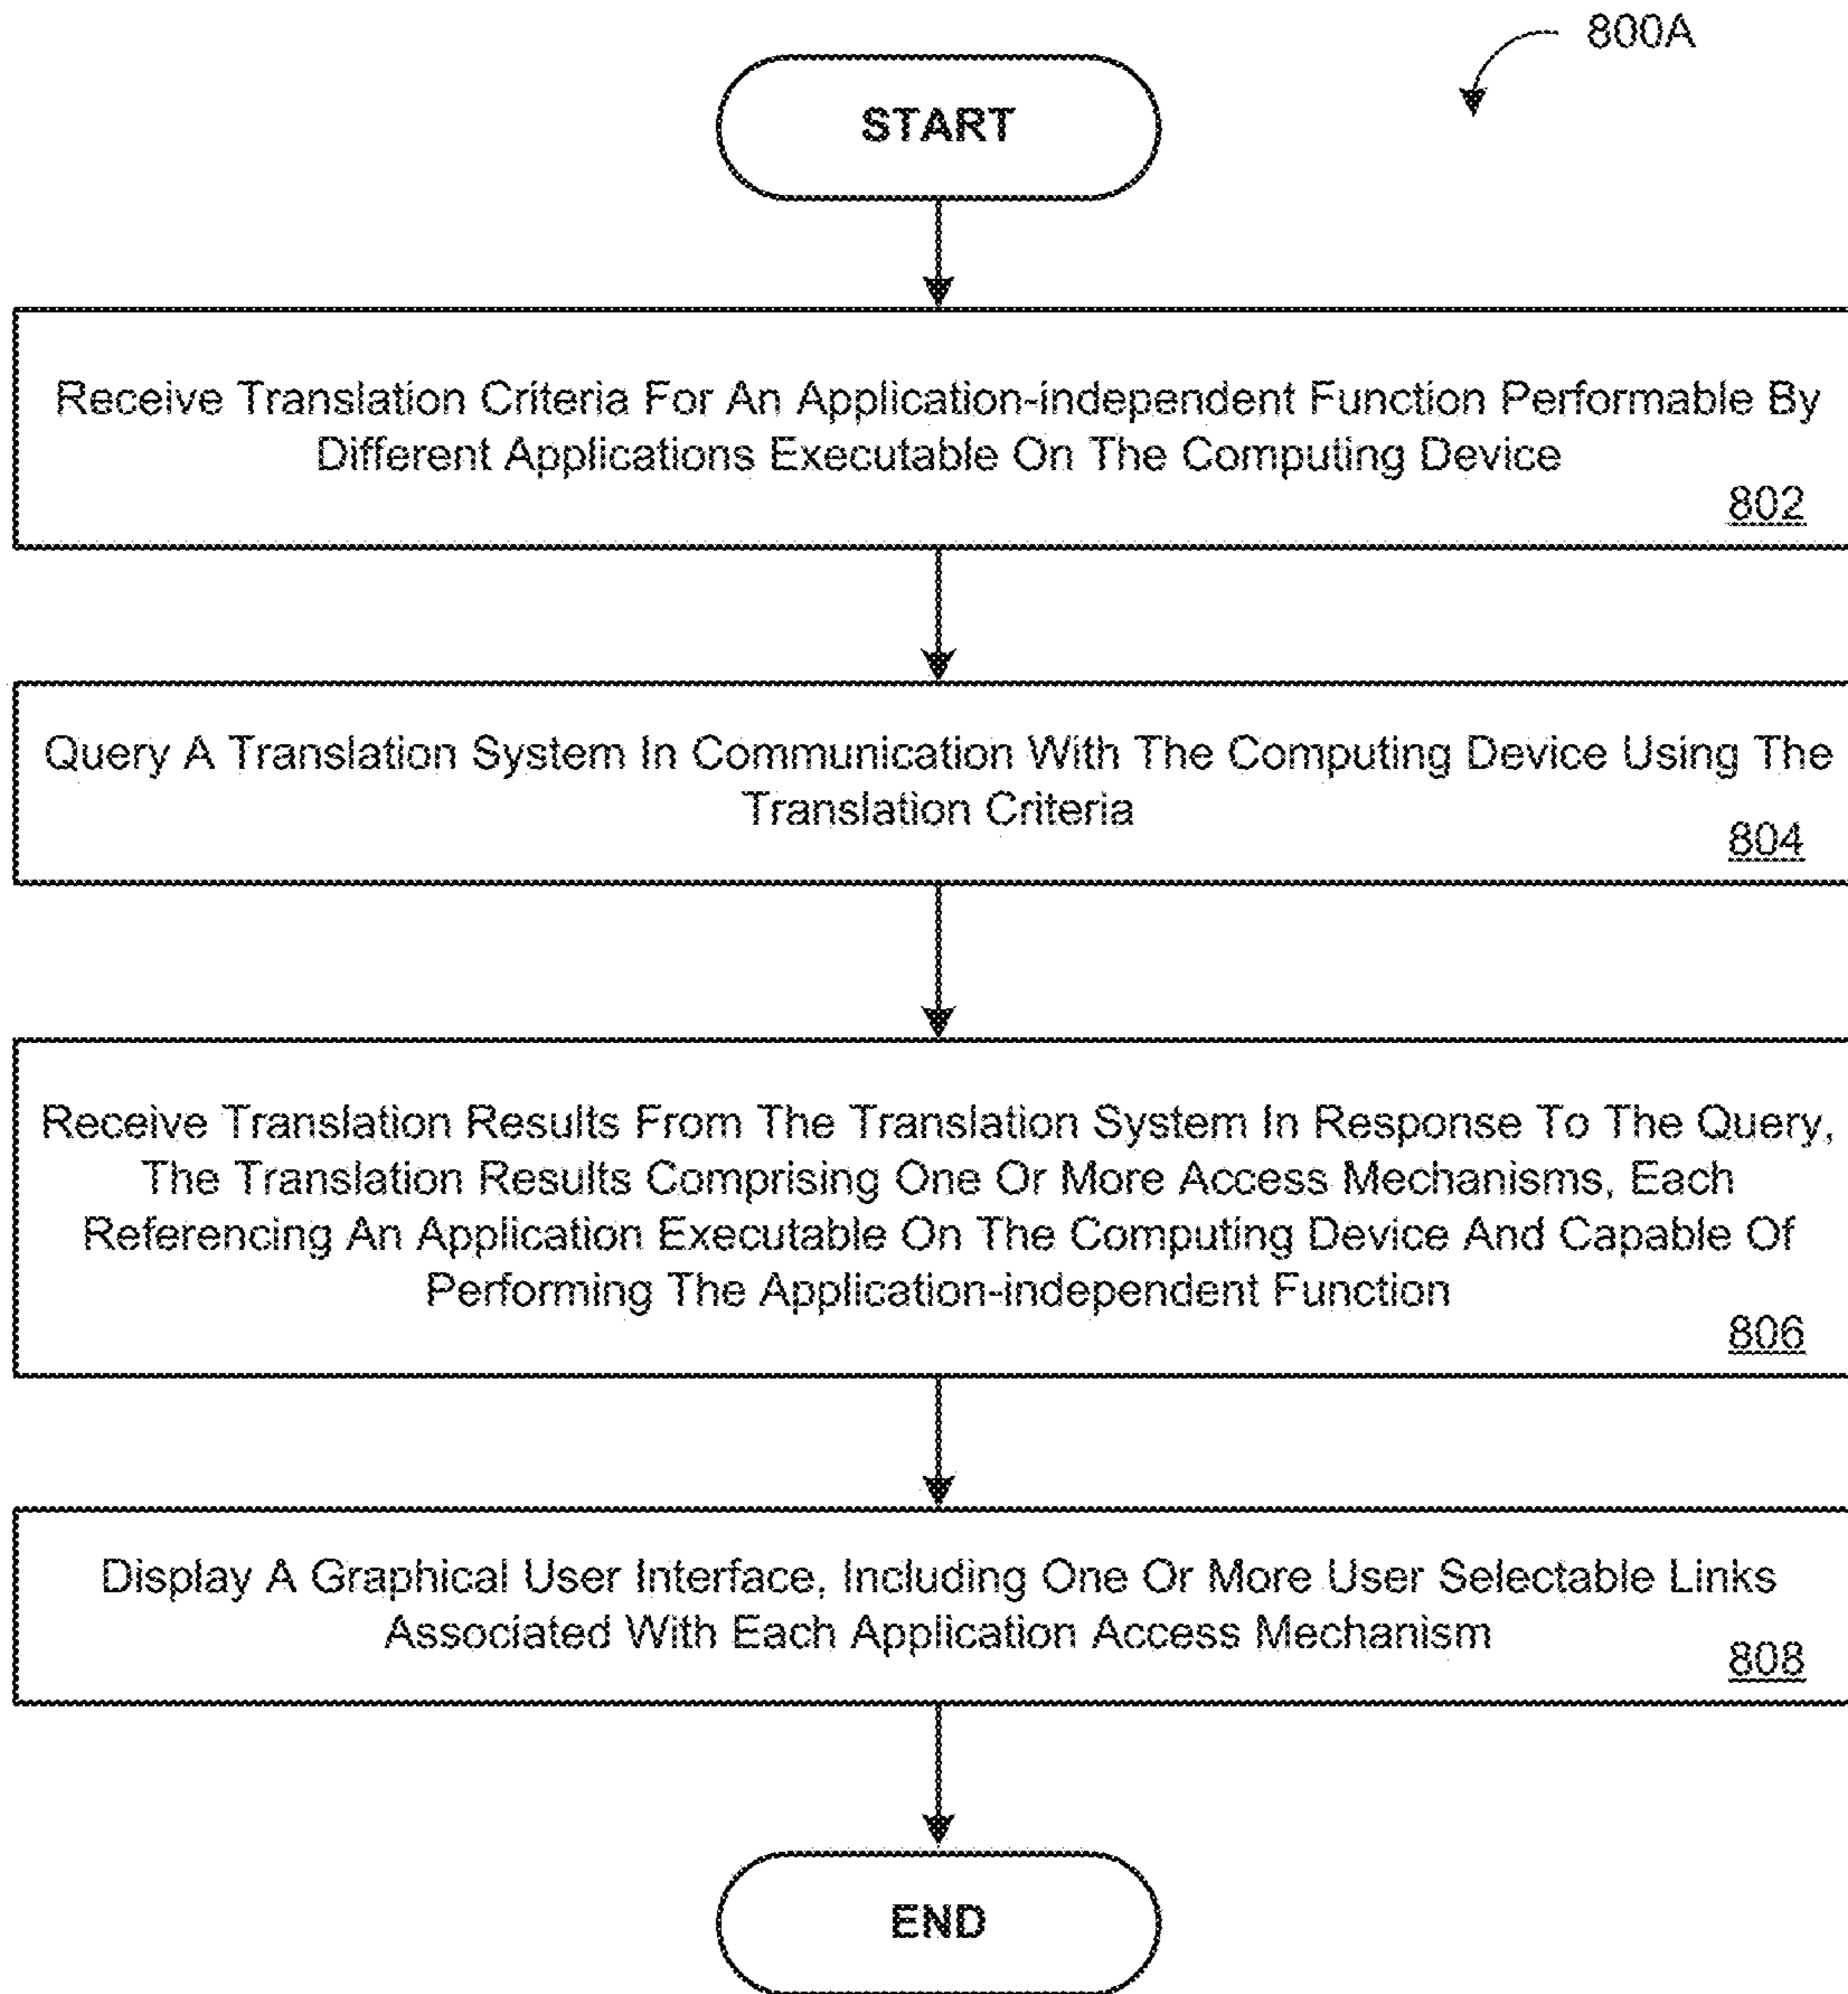 800A
START
Receive Translation Criteria For An Application-independent Function Performable By
Different Applications Executable On The Computing Device
802
Query A Translation System In Communication With The Computing Device Using The
Translation Criteria
804
Receive Translation Results From The Translation System In Response To The Query,
The Translation Results Comprising One Or More Access Mechanisms, Each
Referencing An Application Executable On The Computing Device And Capable Of
Performing The Application-independent Function
806
Display A Graphical User Interface, Including One Or More User Selectable Links
Associated With Each Application Access Mechanism
808
END